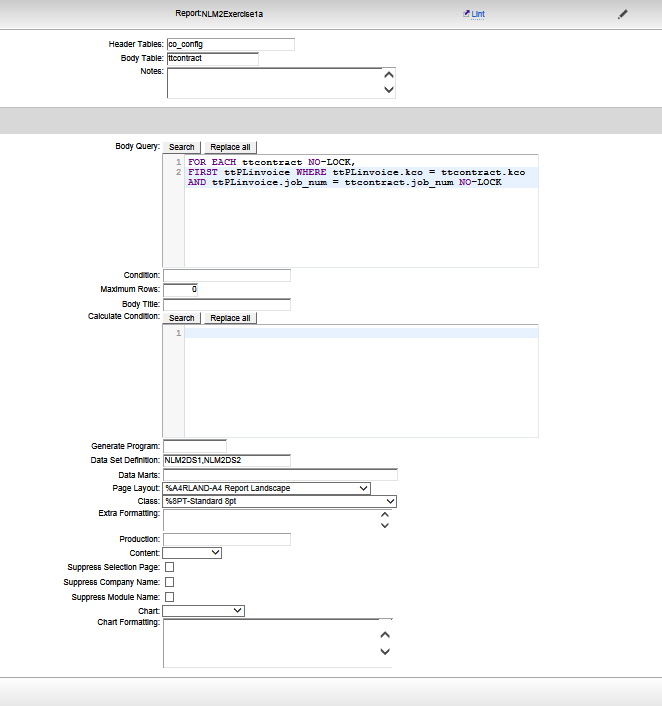 Report:NLM2Exercise1a Lint
Header Tables: co_config
Body Table: ttcontract
Notes:
Body Query: Search Replace all
1 FOR EACH ttcontract NO-LOCK,
2 FIRST ttPLinvoice WHERE ttPLinvoice.kco = ttcontract.kco
AND ttPLinvoice.job_num = ttcontract.job_num NO-LOCK
Condition:
Maximum Rows: 0
Body Title:
Calculate Condition: Search Replace all
1
Generate Program:
Data Set Definition: NLM2DS1,NLM2DS2
Data Marts:
Page Layout: %A4RLAND-A4 Report Landscape
Class: %8PT-Standard 8pt
Extra Formatting:
Production:
Content:
Suppress Selection Page:
Suppress Company Name:
Suppress Module Name:
Chart:
Chart Formatting: